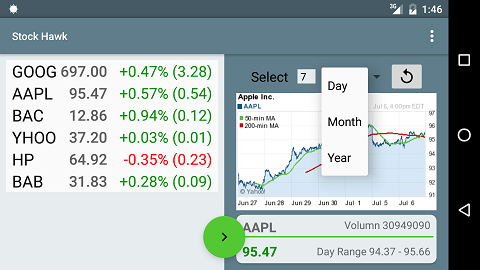 3G 1:46
Stock Hawk
GOOG 697.00 +0.47% (3.28)
AAPL 95.47 +0.57% (0.54)
BAC 12.86 +0.94% (0.12)
YHOO 37.20 +0.03% (0.01)
HP 64.92 -0.35% (0.23)
BAB 31.83 +0.28% (0.09)
Select 7
Day
Month
Year
Apple Inc.
AAPL
Jul 6, 4:00pm EDT
50-min MA
200-min MA
97
96
95
94
93
92
91
© Yahoo!
Jun 27 Jun 28 Jun 29 Jun 30 Jul 1 Jul 5 Jul 6
AAPL Volumn 30949090
95.47 Day Range 94.37 - 95.66